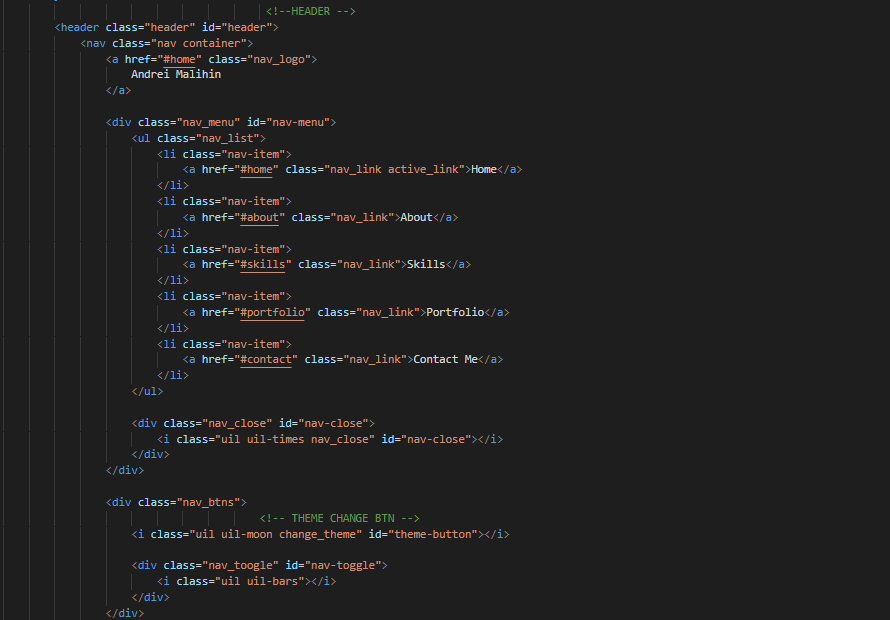 <!--HEADER -->
<header class="header" id="header">
<nav class="nav container">
<a href="#home" class="nav_logo">
Andrei Malihin
</a>
<div class="nav_menu" id="nav-menu">
<ul class="nav_list">
<li class="nav-item">
<a href="#home" class="nav_link active_link">Home</a>
</li>
<li class="nav-item">
<a href="#about" class="nav_link">About</a>
</li>
<li class="nav-item">
<a href="#skills" class="nav_link">Skills</a>
</li>
<li class="nav-item">
<a href="#portfolio" class="nav_link">Portfolio</a>
</li>
<li class="nav-item">
<a href="#contact" class="nav_link">Contact Me</a>
</li>
</ul>
<div class="nav_close" id="nav-close">
<i class="uil uil-times nav_close" id="nav-close"></i>
</div>
</div>
<div class="nav_btns">
<!-- THEME CHANGE BTN -->
<i class="uil uil-moon change_theme" id="theme-button"></i>
<div class="nav_toogle" id="nav-toggle">
<i class="uil uil-bars"></i>
</div>
</div>